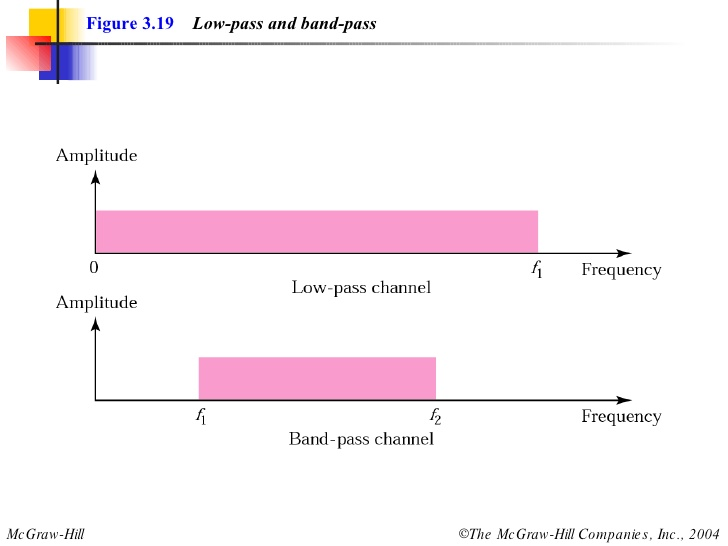 Figure 3.19 Low-pass and band-pass
Amplitude
0
f1
Frequency
Low-pass channel
Amplitude
f1
f2
Frequency
Band-pass channel
McGraw-Hill
©The McGraw-Hill Companies, Inc., 2004